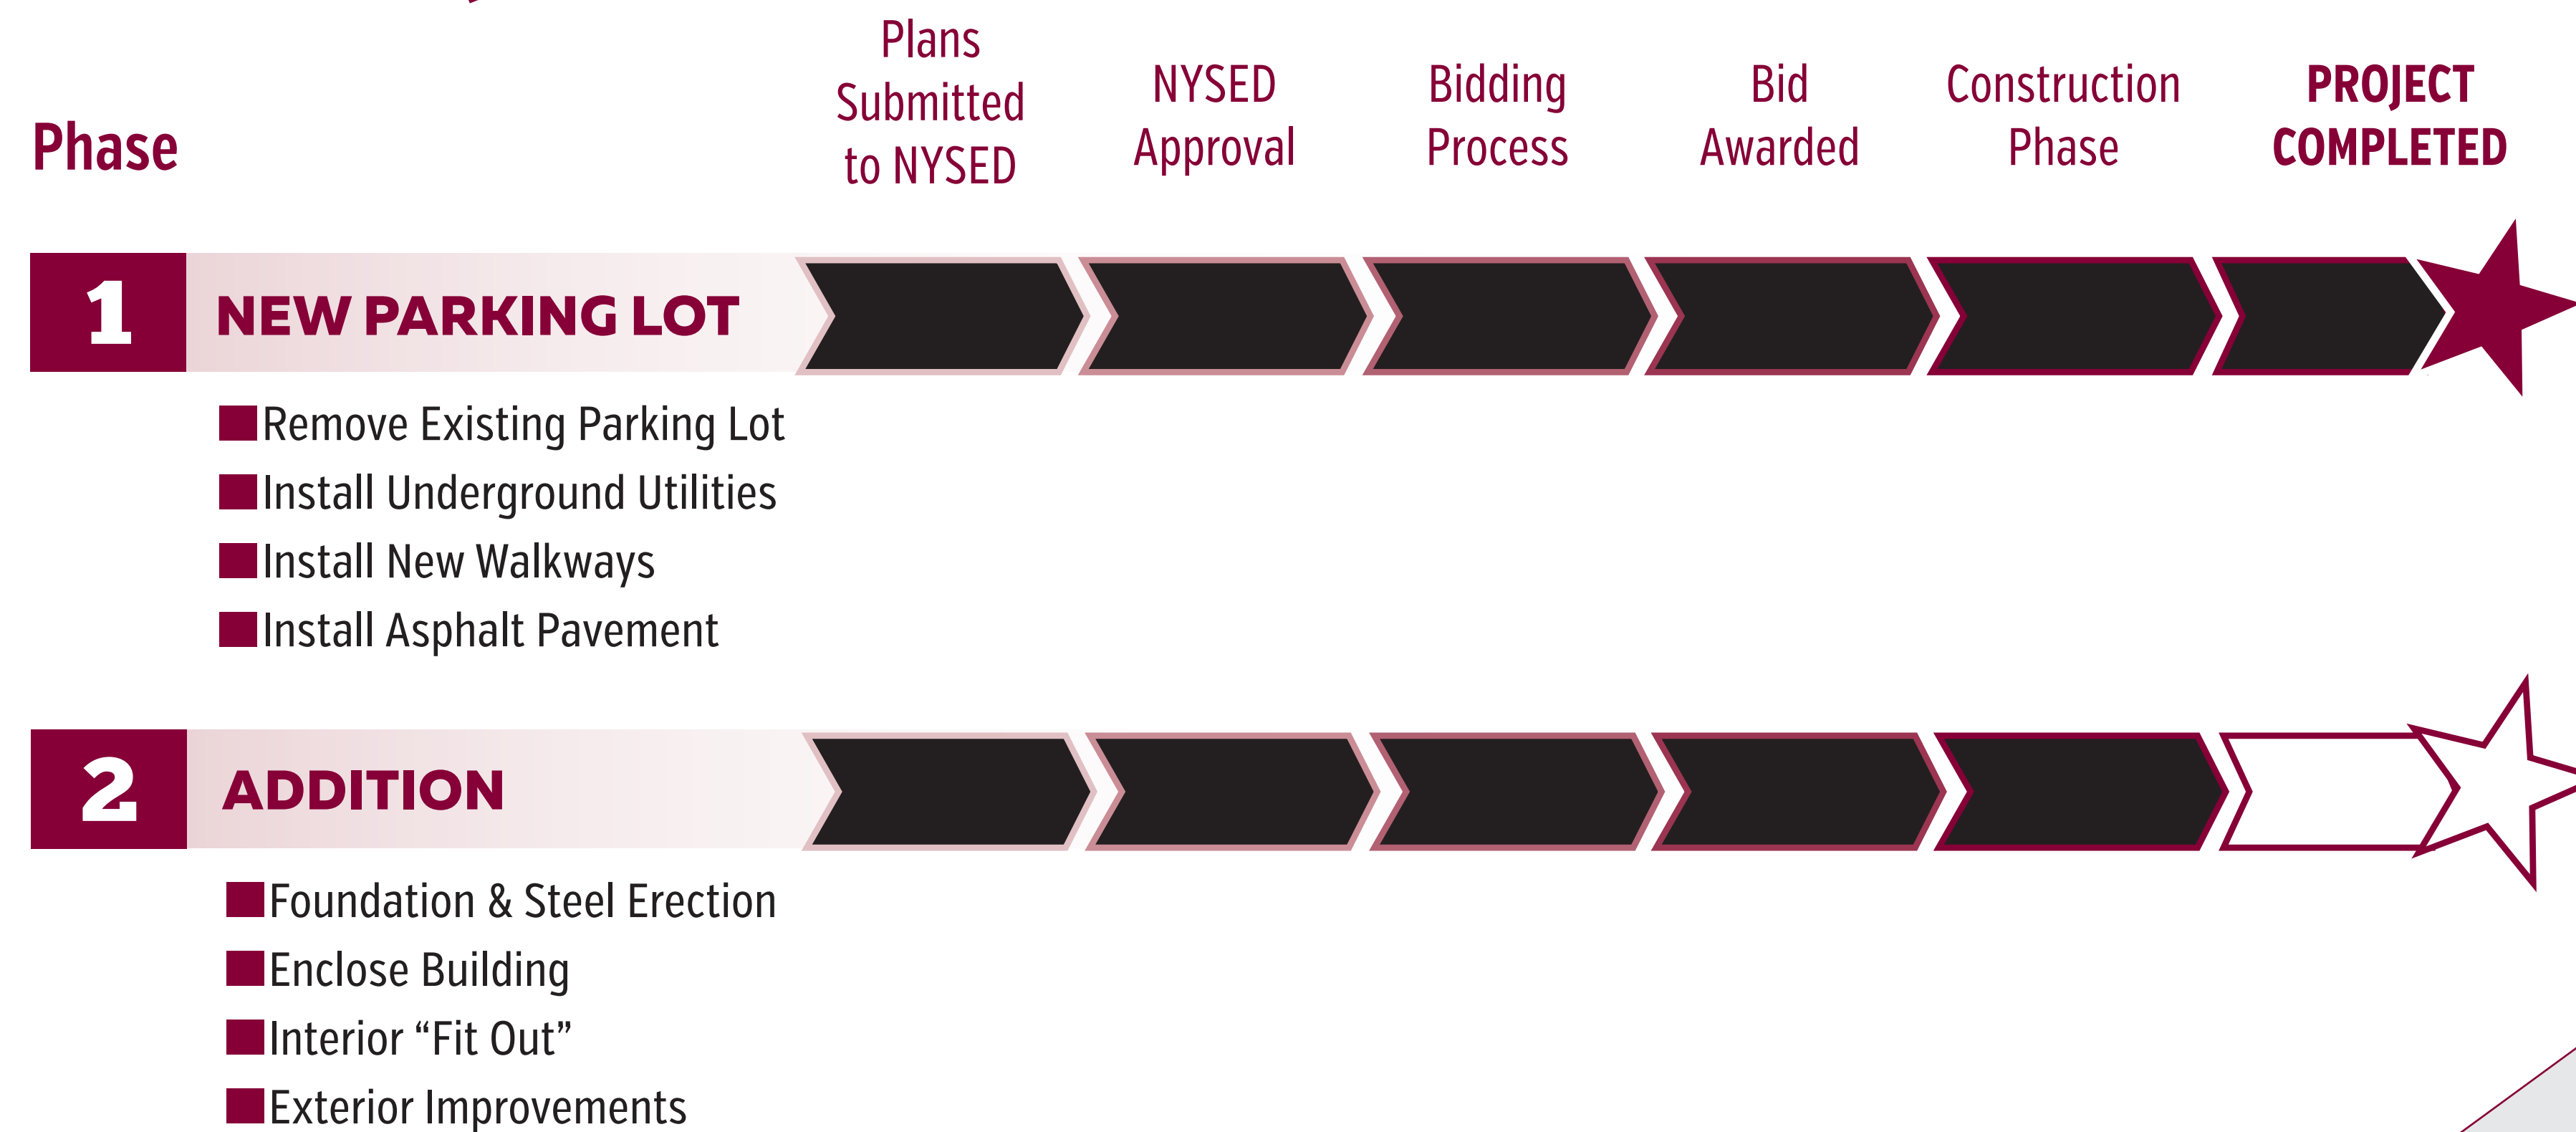 Phase
Plans
Submitted
to NYSED
NYSED
Approval
Bidding
Process
Bid
Awarded
Construction
Phase
PROJECT
COMPLETED
1 NEW PARKING LOT
Remove Existing Parking Lot
Install Underground Utilities
Install New Walkways
Install Asphalt Pavement
2 ADDITION
Foundation & Steel Erection
Enclose Building
Interior “Fit Out”
Exterior Improvements